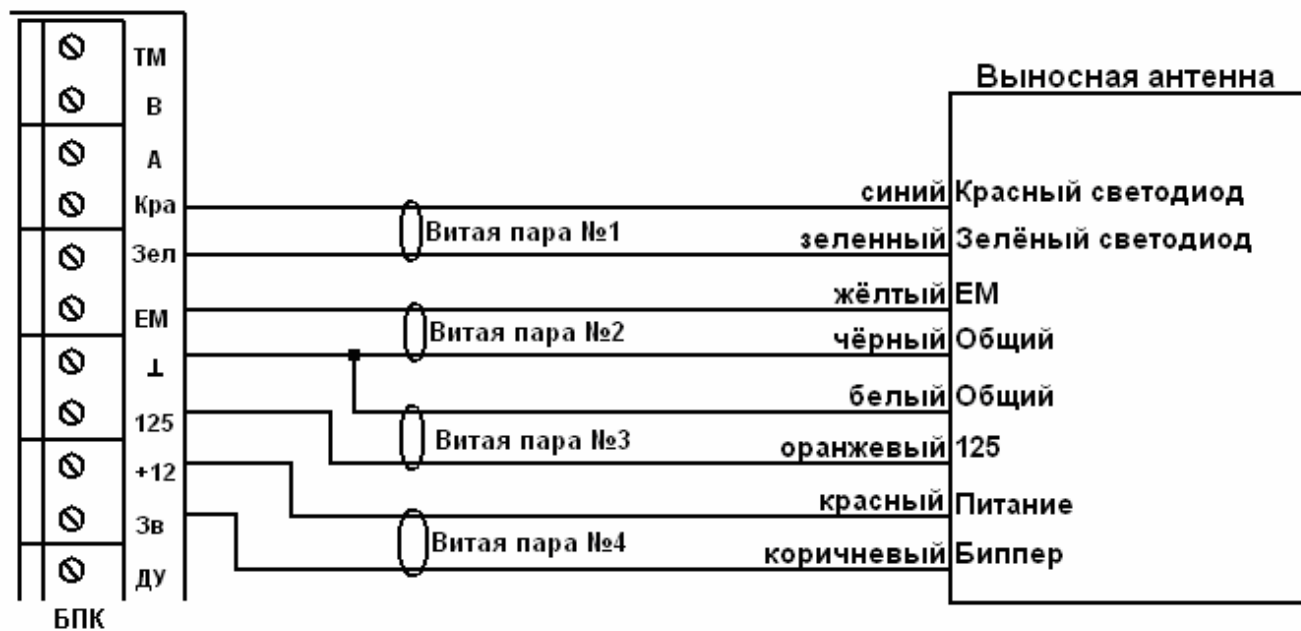 ТМ
В
А
Кра
Зел
ЕМ
⊥
125
+12
Зв
ДУ
БПК
Витая пара №1
Витая пара №2
Витая пара №3
Витая пара №4
Выносная антенна
синий Красный светодиод
зеленный Зелёный светодиод
жёлтый ЕМ
чёрный Общий
белый Общий
оранжевый 125
красный Питание
коричневый Биппер